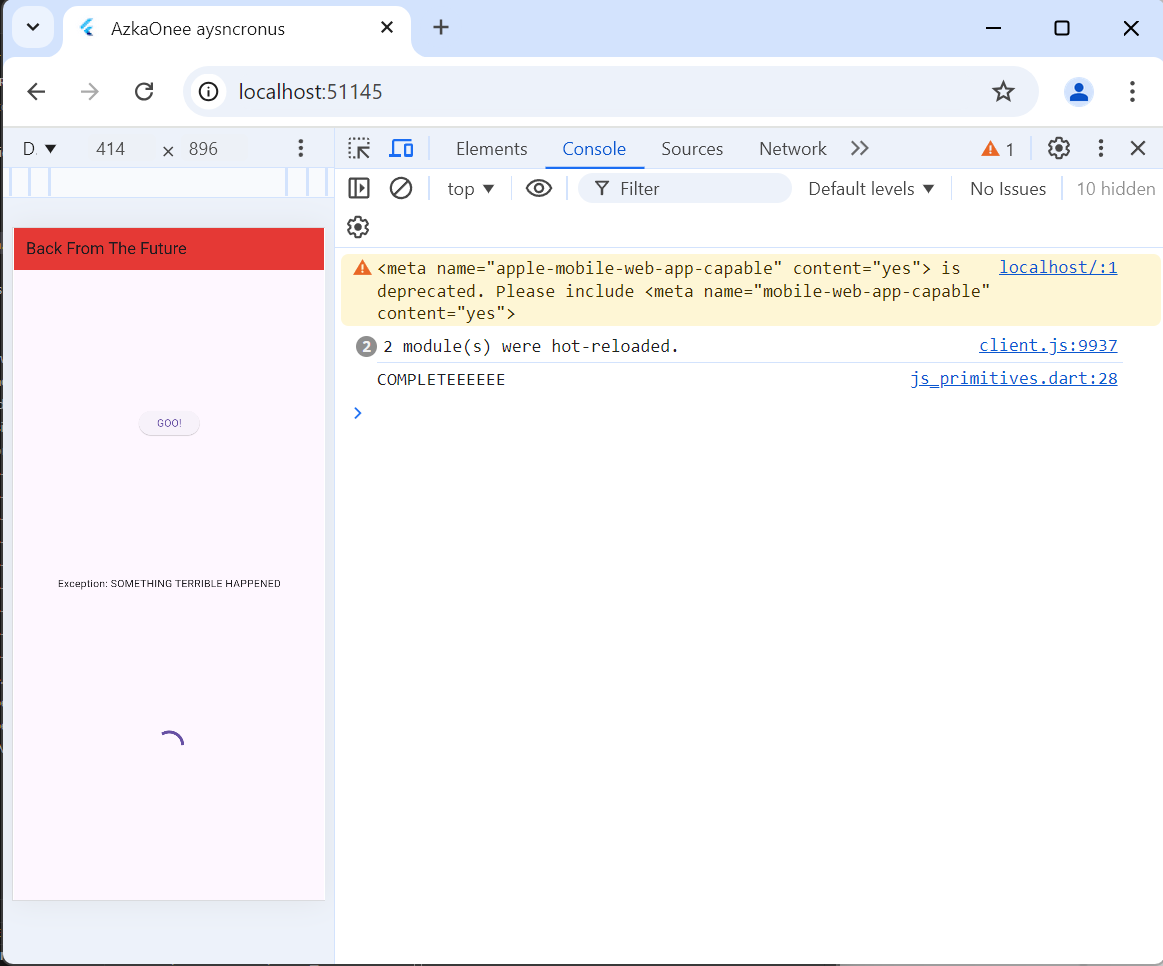 AzkaOnee aysncronus
localhost:51145
D. 414 × 896
Elements Console Sources Network 1
top Filter Default levels No Issues 10 hidden
Back From The Future
<meta name="apple-mobile-web-app-capable" content="yes"> is localhost/:1
deprecated. Please include <meta name="mobile-web-app-capable"
content="yes">
2 2 module(s) were hot-reloaded. client.js:9937
COMPLETEEEEEE js_primitives.dart:28
GOO!
Exception: SOMETHING TERRIBLE HAPPENED